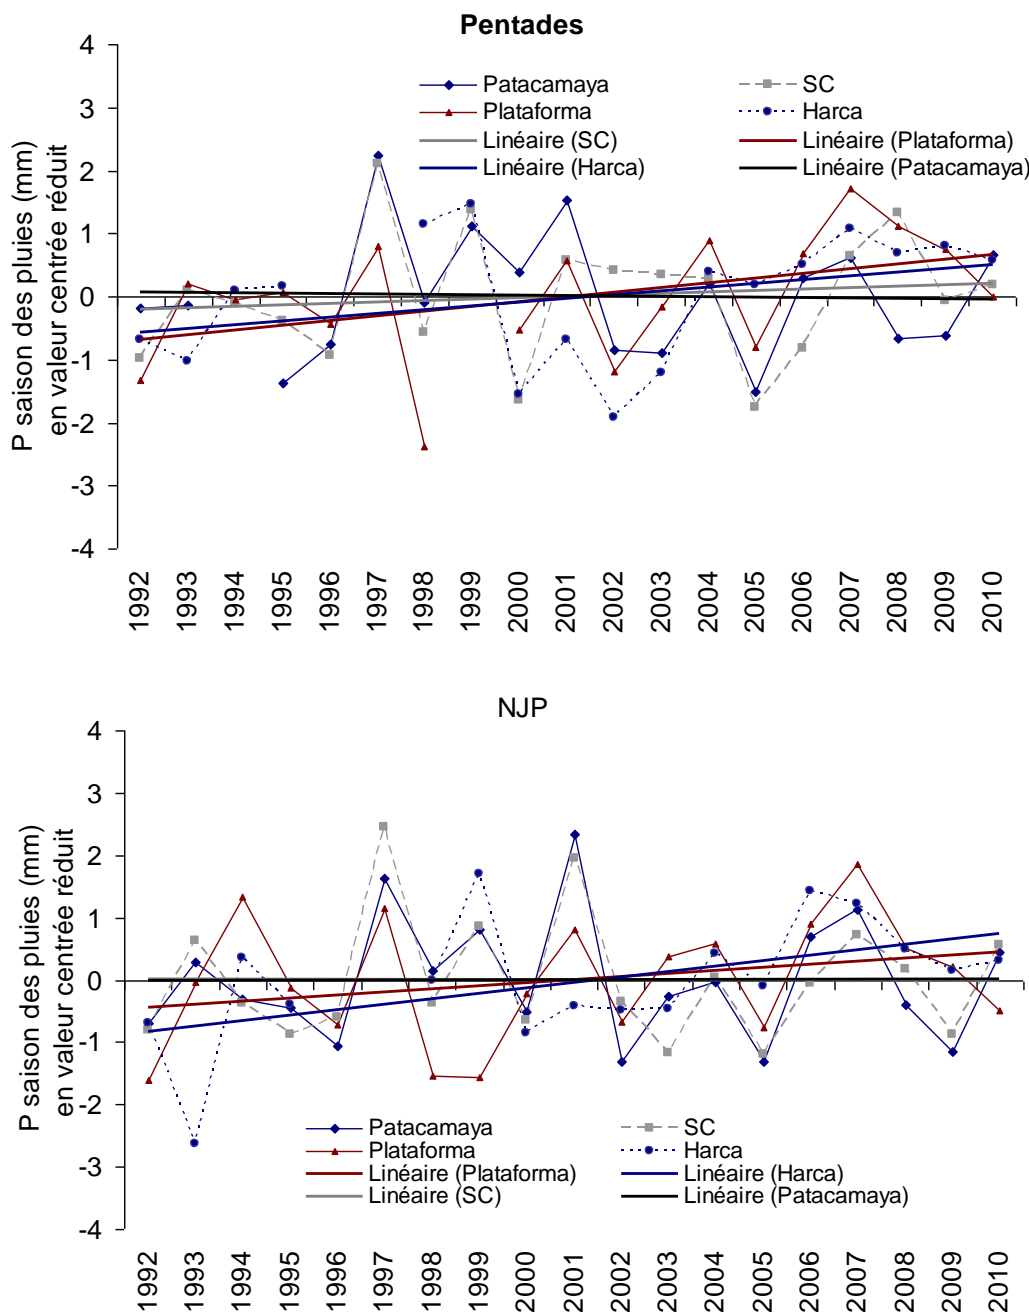 Pentades
P saison des pluies (mm)
en valeur centrée réduit
4
3
2
1
0
-1
-2
-3
-4
Patacamaya
SC
Plataforma
Harca
Linéaire (SC)
Linéaire (Plataforma)
Linéaire (Harca)
Linéaire (Patacamaya)
1992
1993
1994
1995
1996
1997
1998
1999
2000
2001
2002
2003
2004
2005
2006
2007
2008
2009
2010
NJP
P saison des pluies (mm)
en valeur centrée réduit
4
3
2
1
0
-1
-2
-3
-4
Patacamaya
SC
Plataforma
Harca
Linéaire (Plataforma)
Linéaire (Harca)
Linéaire (SC)
Linéaire (Patacamaya)
1992
1993
1994
1995
1996
1997
1998
1999
2000
2001
2002
2003
2004
2005
2006
2007
2008
2009
2010